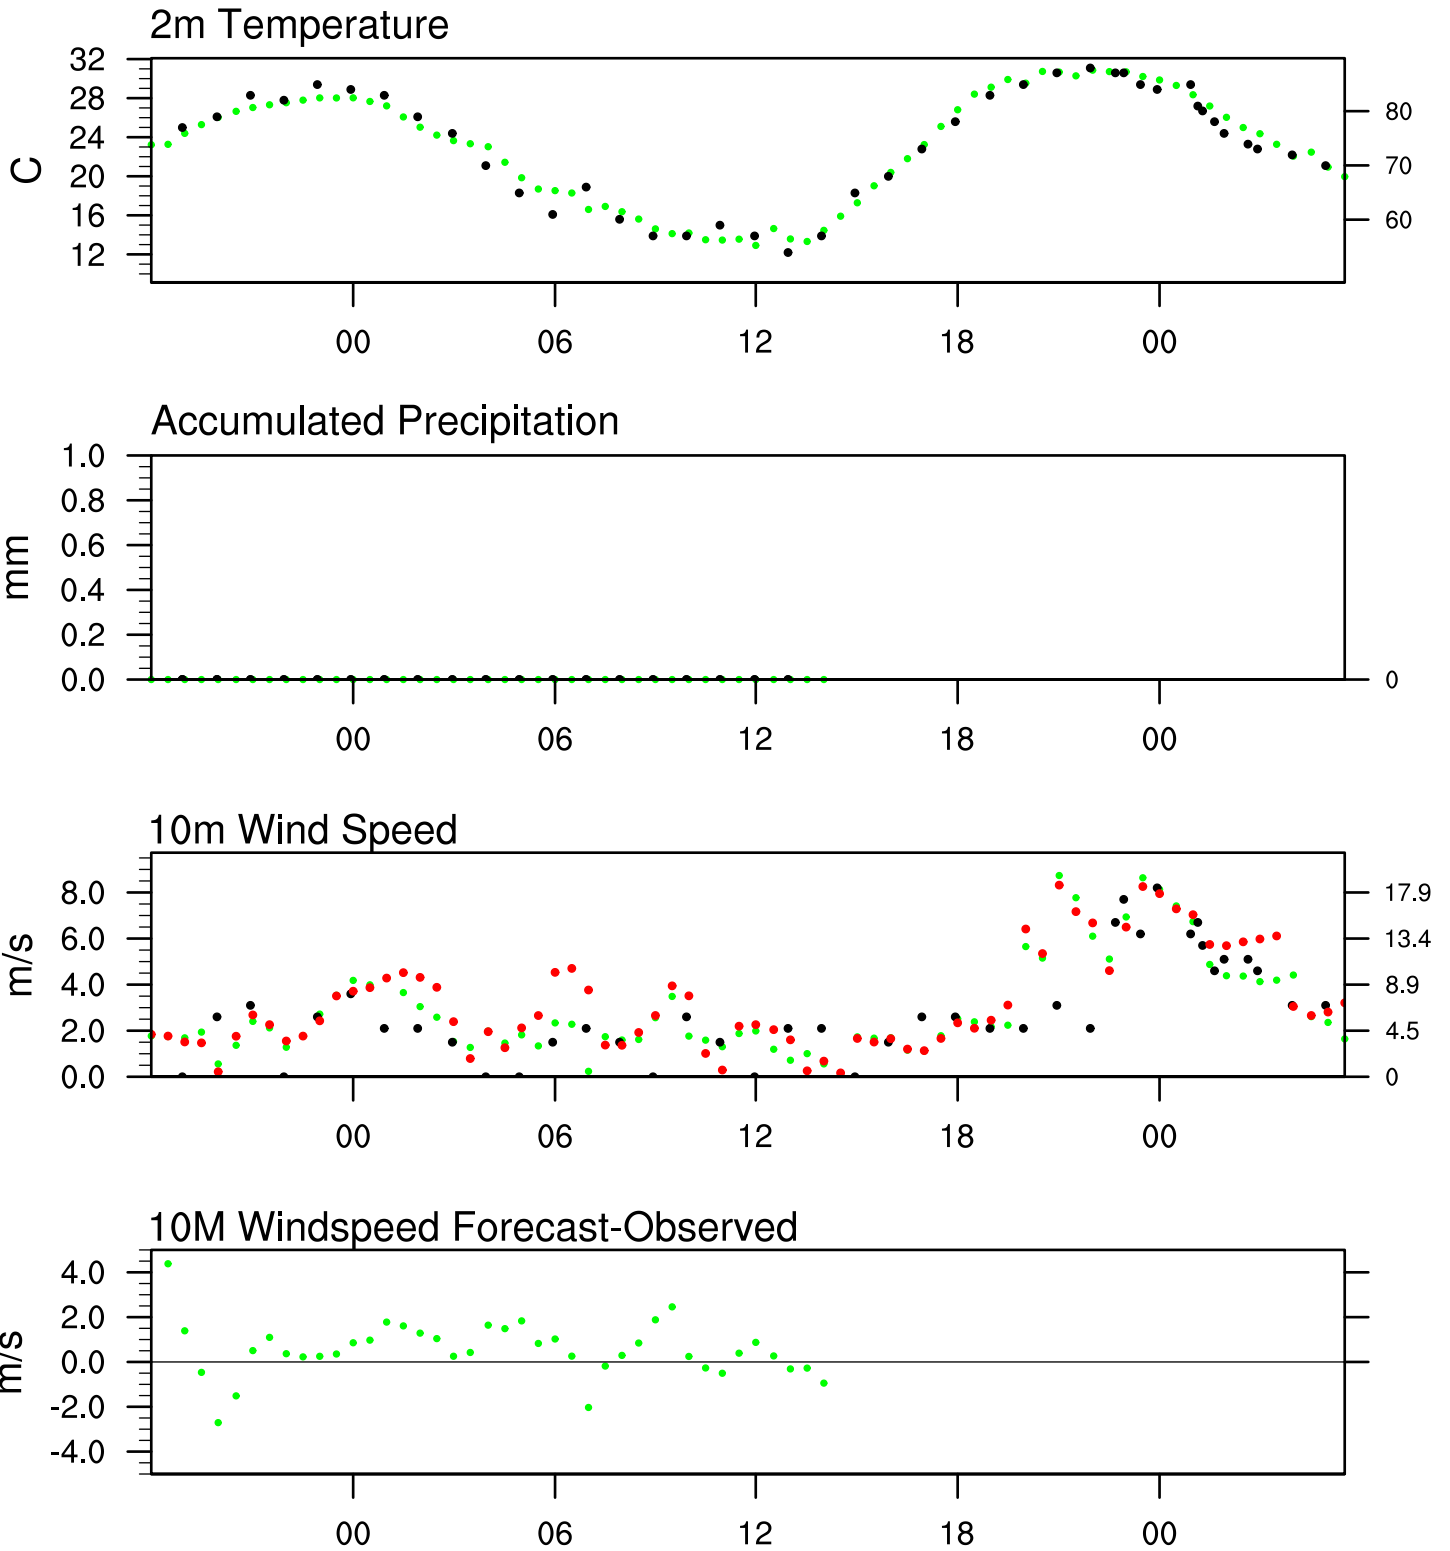 2m Temperature
32
28
24
20
16
12
C
80
70
60
00 06 12 18 00
Accumulated Precipitation
1.0
0.8
0.6
0.4
0.2
0.0
mm
0
00 06 12 18 00
10m Wind Speed
8.0
6.0
4.0
2.0
0.0
m/s
17.9
13.4
8.9
4.5
0
00 06 12 18 00
10M Windspeed Forecast-Observed
4.0
2.0
0.0
-2.0
-4.0
m/s
00 06 12 18 00